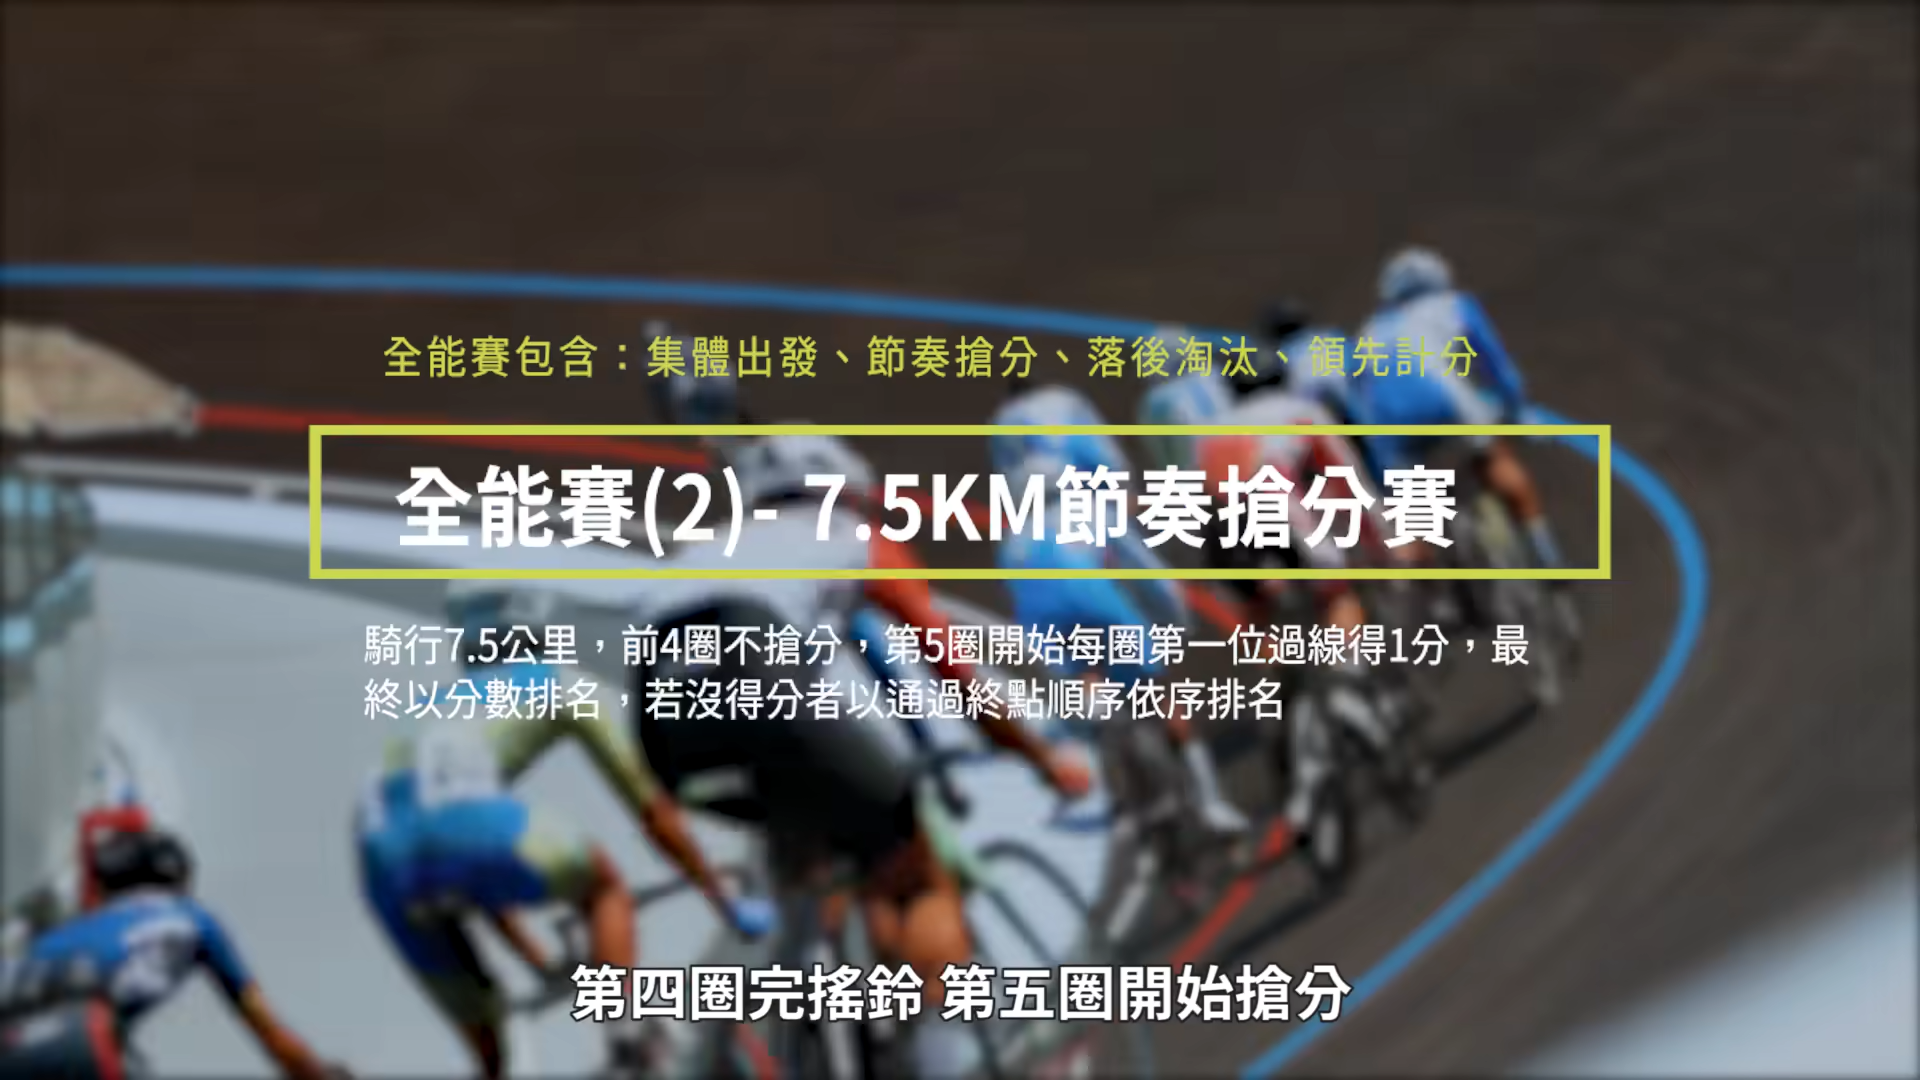 全能賽包含：集體出發、節奏搶分、落後淘汰、領先計分
全能賽(2)- 7.5KM節奏搶分賽
騎行7.5公里，前4圈不搶分，第5圈開始每圈第一位過線得1分，最
終以分數排名，若沒得分者以通過終點順序依序排名
第四圈完搖鈴 第五圈開始搶分